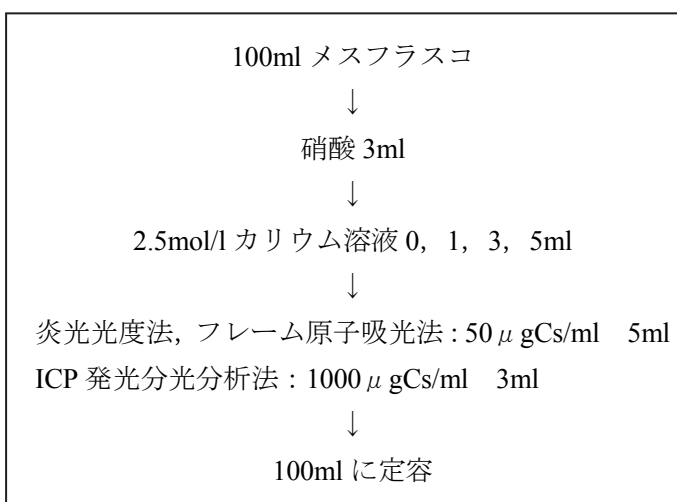 100ml メスフラスコ
↓
硝酸 3ml
↓
2.5mol/l カリウム溶液 0, 1, 3, 5ml
↓
炎光光度法, フレーム原子吸光法 : 50μgCs/ml 5ml
ICP 発光分光分析法 : 1000μgCs/ml 3ml
↓
100ml に定容